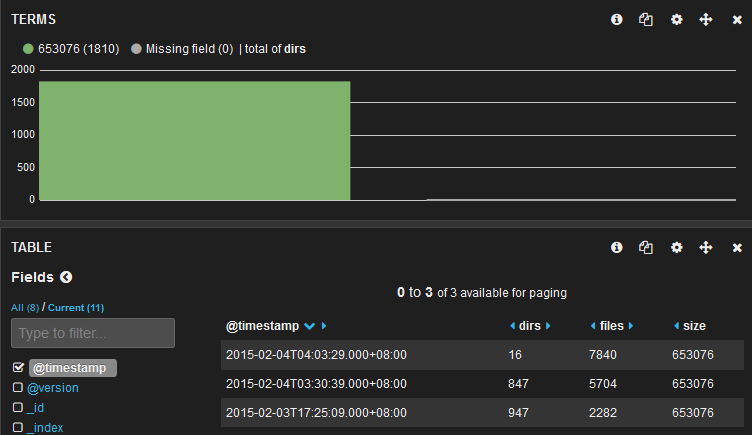 TERMS
653076 (1810) Missing field (0) | total of dirs
2000
1500
1000
500
0
TABLE
Fields
All (8) / Current (11)
Type to filter...
@timestamp
@version
_id
_index
0 to 3 of 3 available for paging
@timestamp dirs files size
2015-02-04T04:03:29.000+08:00 16 7840 653076
2015-02-04T03:30:39.000+08:00 847 5704 653076
2015-02-03T17:25:09.000+08:00 947 2282 653076